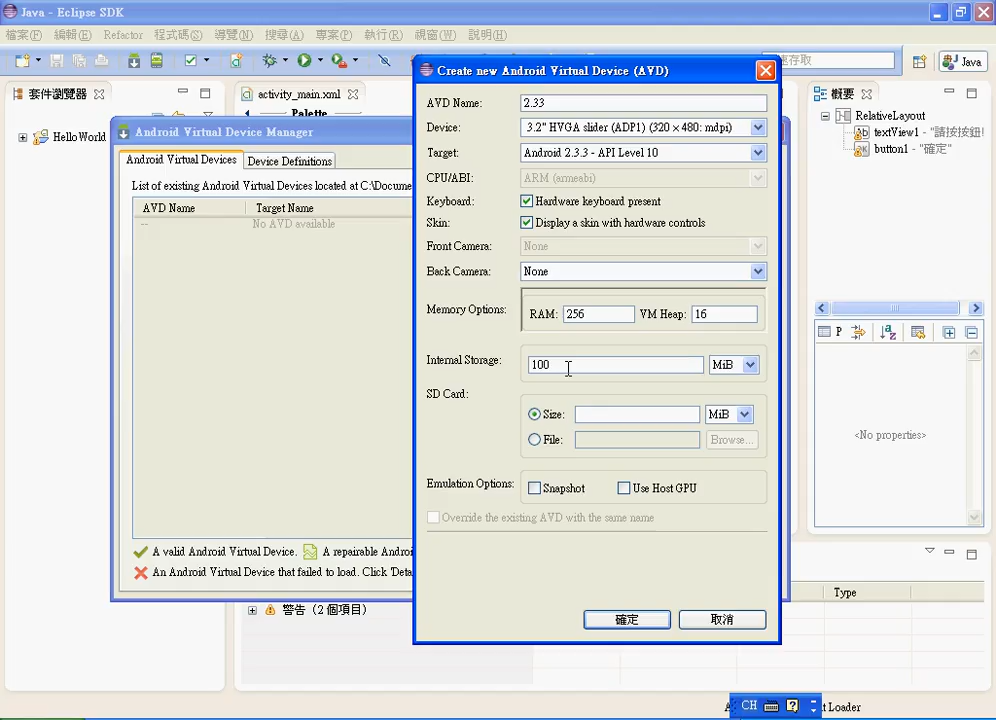 Java - Eclipse SDK
檔案(F) 編輯(E) Refactor 程式碼(S) 導覽(N) 搜尋(A) 專案(P) 執行(R) 視窗(W) 說明(H)
速存取
Java
套件瀏覽器
HelloWorld
activity_main.xml
Palette
概要
RelativeLayout
textView1 - "請按按鈕!
button1 - "確定"
P
<No properties>
Android Virtual Device Manager
Android Virtual Devices
Device Definitions
List of existing Android Virtual Devices located at C:\Docume
AVD Name
Target Name
--
No AVD available
A valid Android Virtual Device.
A repairable Androi
An Android Virtual Device that failed to load. Click 'Deta
警告 (2 個項目)
Type
Create new Android Virtual Device (AVD)
AVD Name: 2.33
Device: 3.2" HVGA slider (ADP1) (320 × 480: mdpi)
Target: Android 2.3.3 - API Level 10
CPU/ABI: ARM (armeabi)
Keyboard: Hardware keyboard present
Skin: Display a skin with hardware controls
Front Camera: None
Back Camera: None
Memory Options: RAM: 256 VM Heap: 16
Internal Storage: 100 MiB
SD Card:
Size: MiB
File: Browse...
Emulation Options: Snapshot Use Host GPU
Override the existing AVD with the same name
確定 取消
CH
t Loader